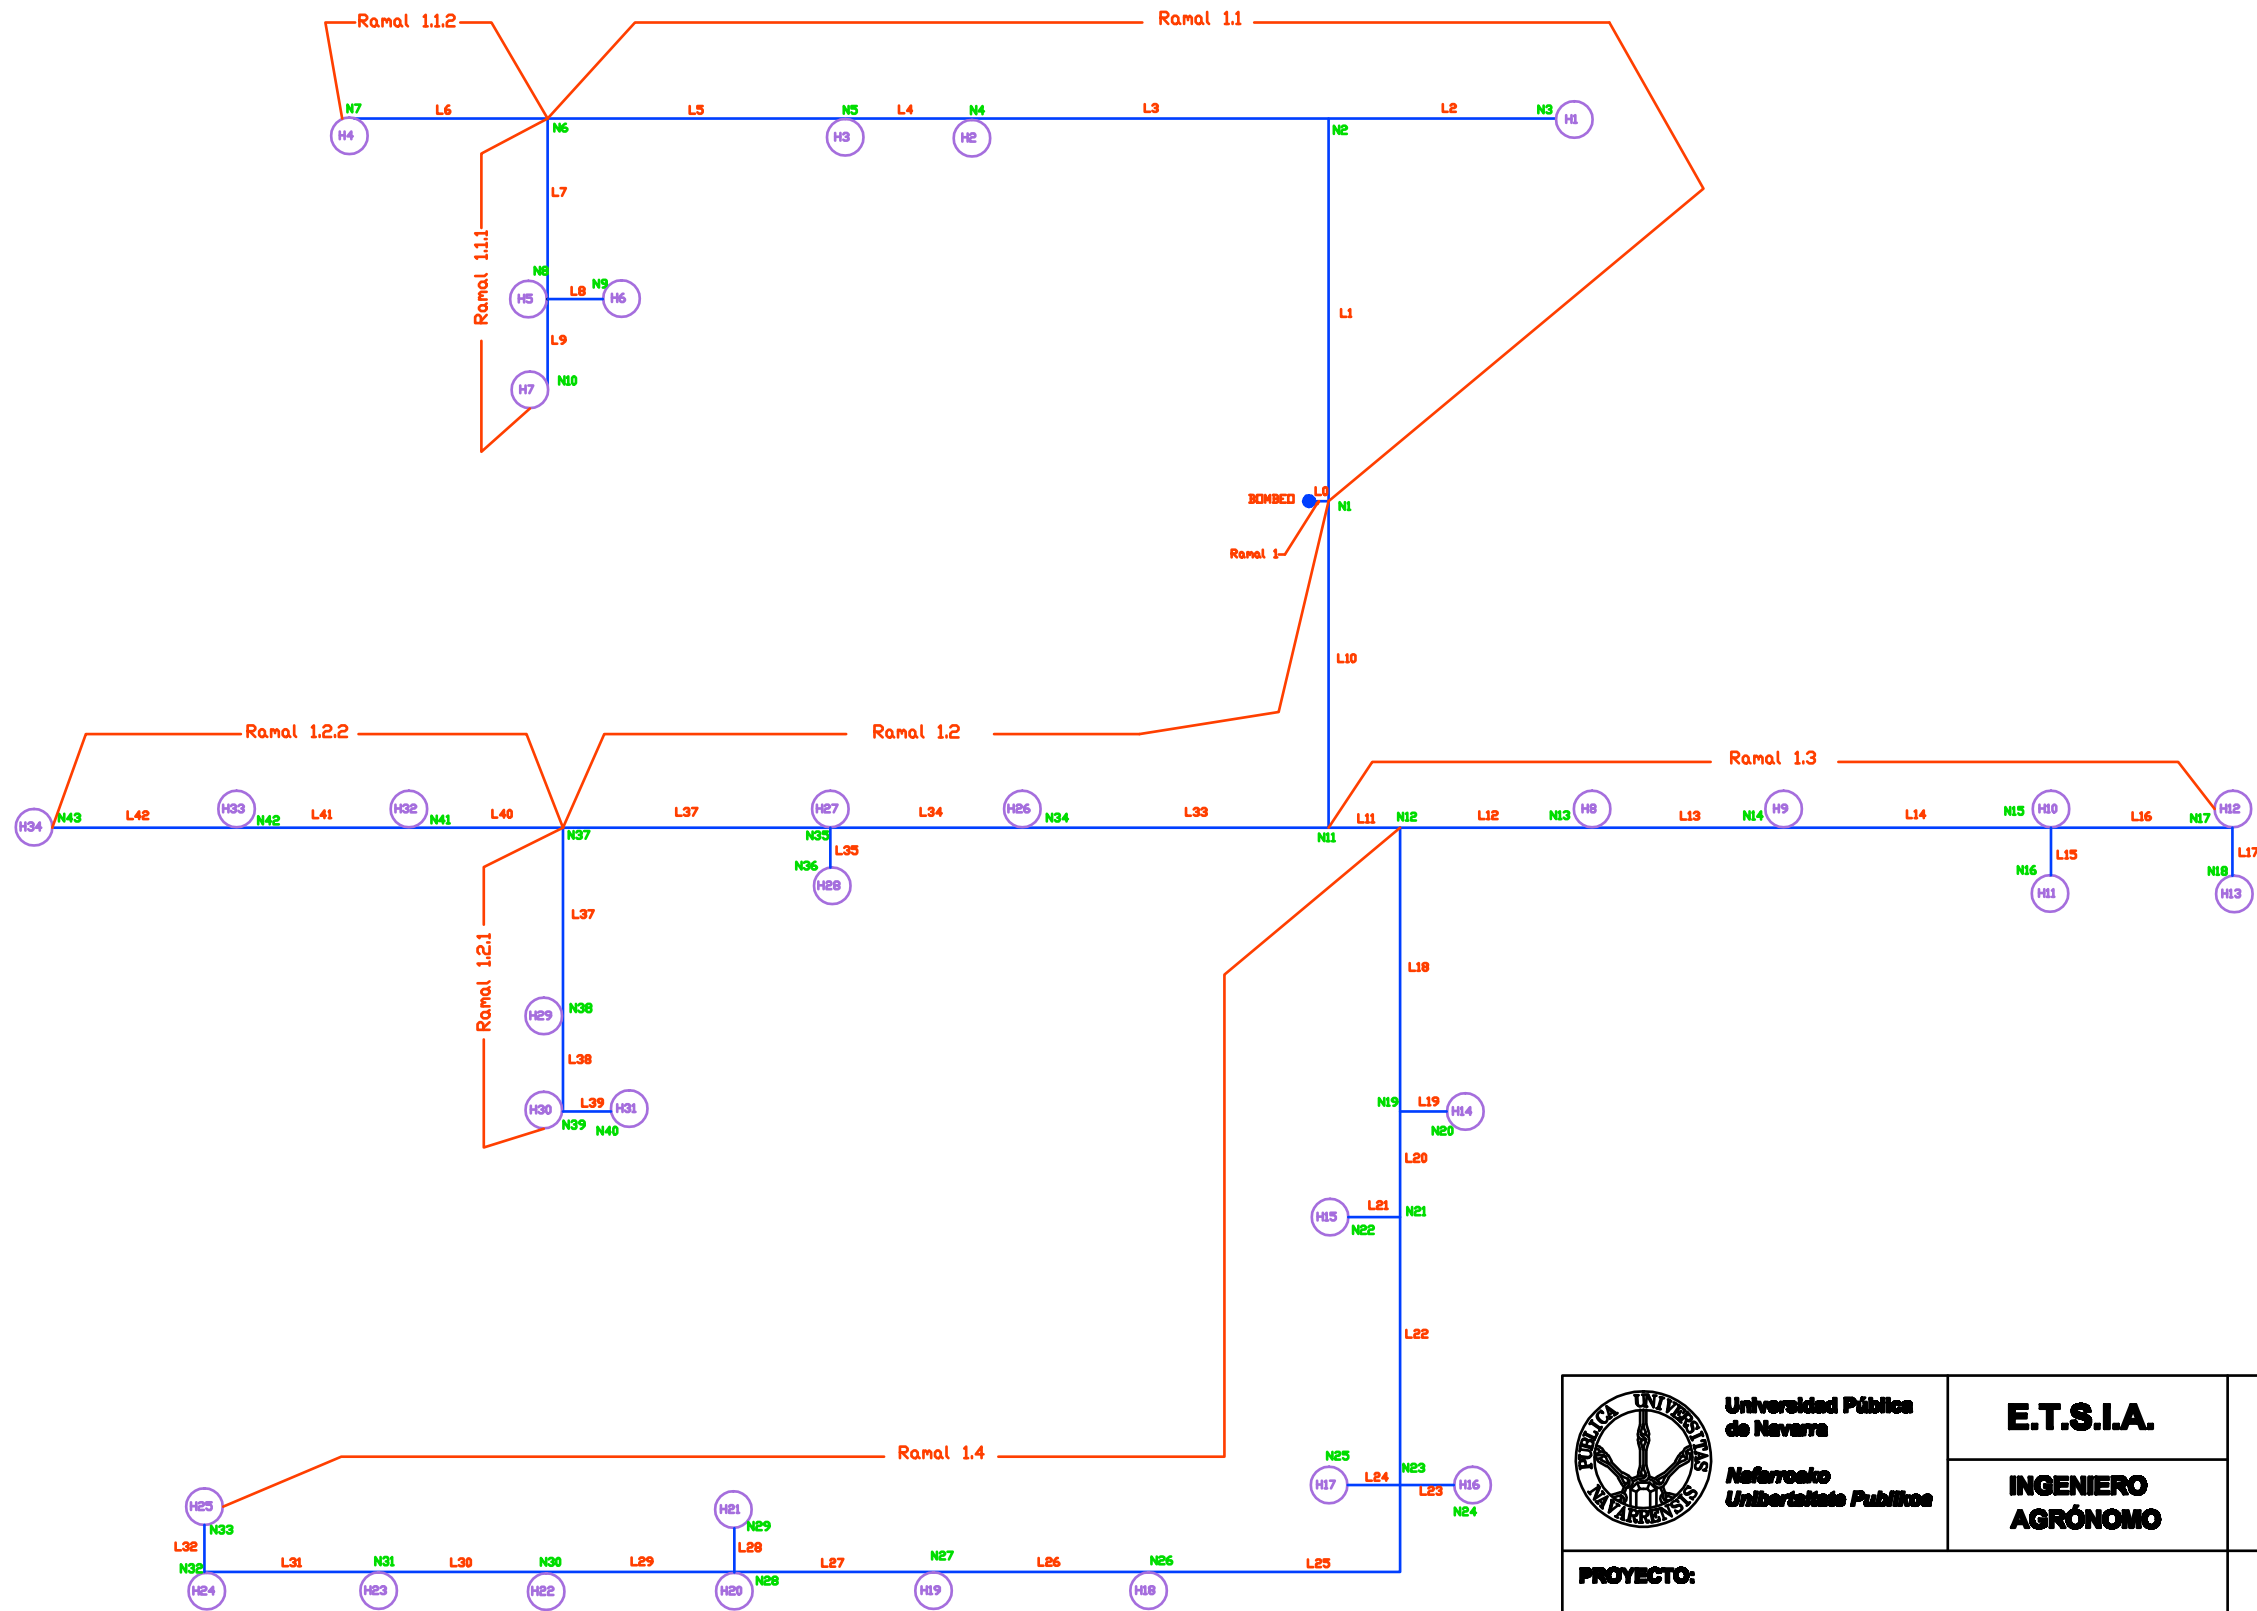 Ramal 1.1.2
Ramal 1.1
N7
L6
L5
N5
L4
N4
L3
L2
N3
H4
N6
H3
H2
N2
H1
L7
Ramal 1.1.1
N8
N9
H5
L8
H6
L1
L9
H7
N10
BOMBEO
L0
N1
Ramal 1
L10
Ramal 1.2.2
Ramal 1.2
Ramal 1.3
H34
N43
L42
H33
N42
L41
H32
N41
L40
N37
L37
H27
N35
L34
H26
N34
L33
N11
L11
N12
L12
N13
H8
L13
N14
H9
L14
N15
H10
L16
N17
H12
L35
N36
H28
L15
N16
H11
L17
N18
H13
L37
Ramal 1.2.1
L18
H29
N38
L38
H30
L39
H31
N39
N40
N19
L19
H14
N20
L20
L21
N21
H15
N22
L22
Ramal 1.4
N25
N23
H17
L24
L23
H16
N24
H25
N33
H21
N29
L32
L28
N32
L31
N31
L30
N30
L29
L27
N27
L26
N26
L25
N28
H24
H23
H22
H20
H19
H18
PUBLICA UNIVERSITAS NAVARRENSIS
Universidad Pública
de Navarra
Nafarroako
Unibertsitate Publikoa
E.T.S.I.A.
INGENIERO
AGRÓNOMO
PROYECTO: